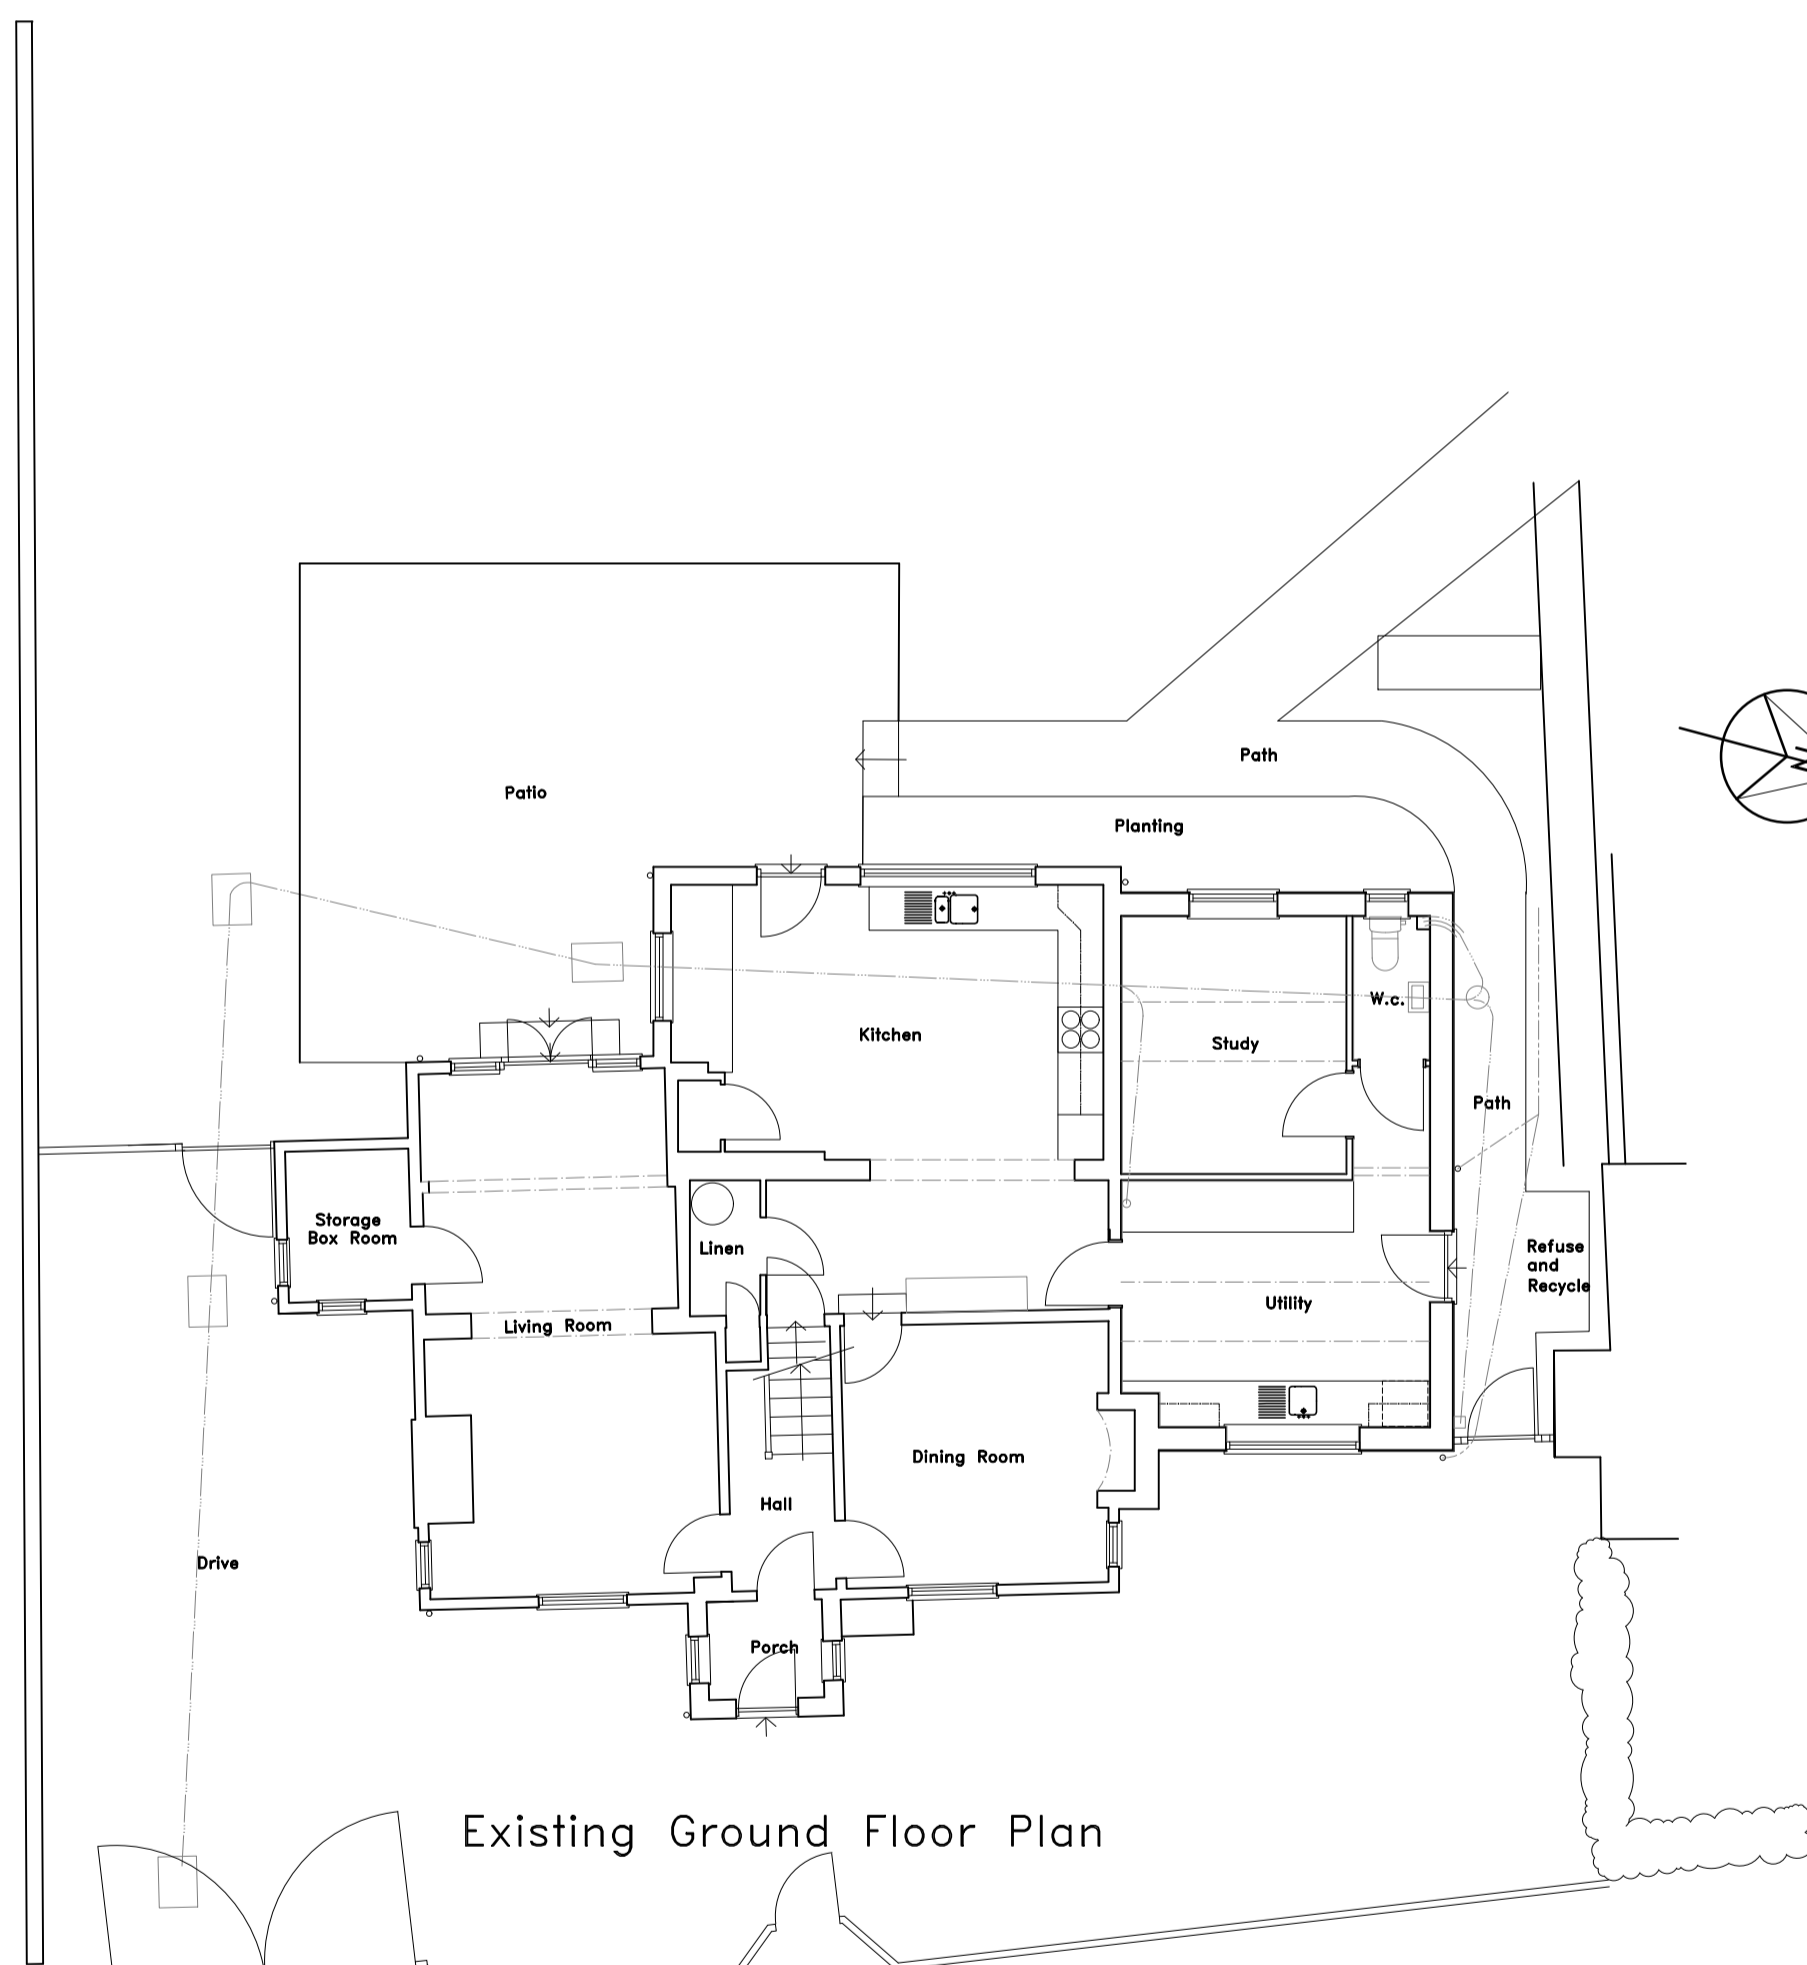 Path
Patio
Planting
W.c.
Kitchen
Study
Path
Storage
Box Room
Linen
Refuse
and
Recycle
Utility
Living Room
Dining Room
Hall
Drive
Porch
Existing Ground Floor Plan